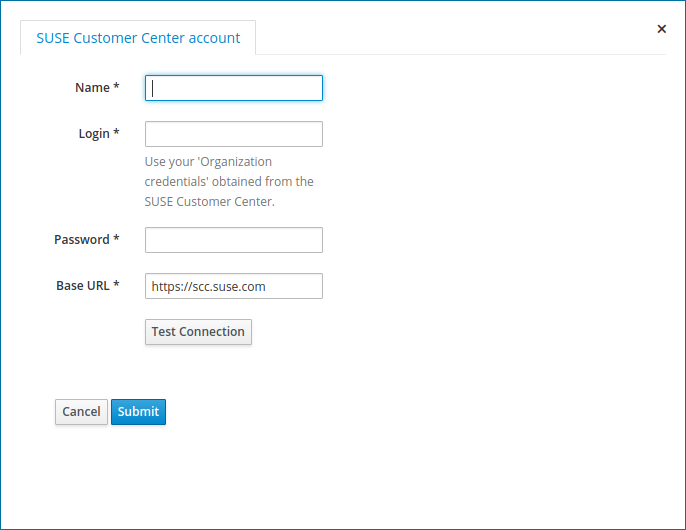 SUSE Customer Center account
×
Name *
Login *
Use your 'Organization
credentials' obtained from the
SUSE Customer Center.
Password *
Base URL * https://scc.suse.com
Test Connection
Cancel Submit